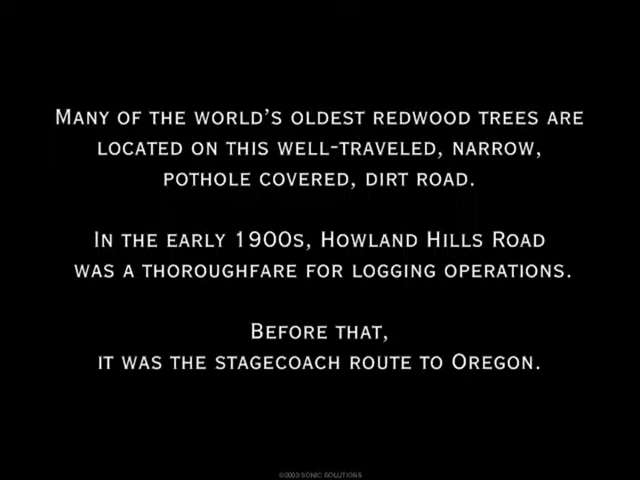 Many of the world's oldest redwood trees are
located on this well-traveled, narrow,
pothole covered, dirt road.
In the early 1900s, Howland Hills Road
was a thoroughfare for logging operations.
Before that,
it was the stagecoach route to Oregon.
©2003 SONIC SOLUTIONS